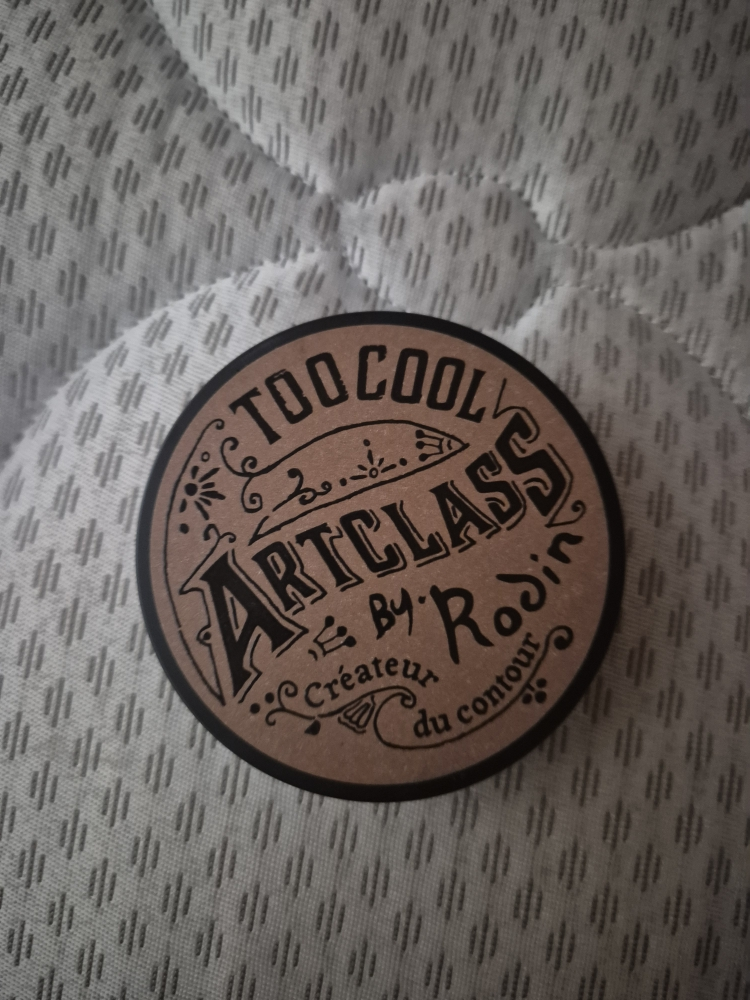 TOO COOL
ARTCLASS
By. Rodin
Créateur
du contour